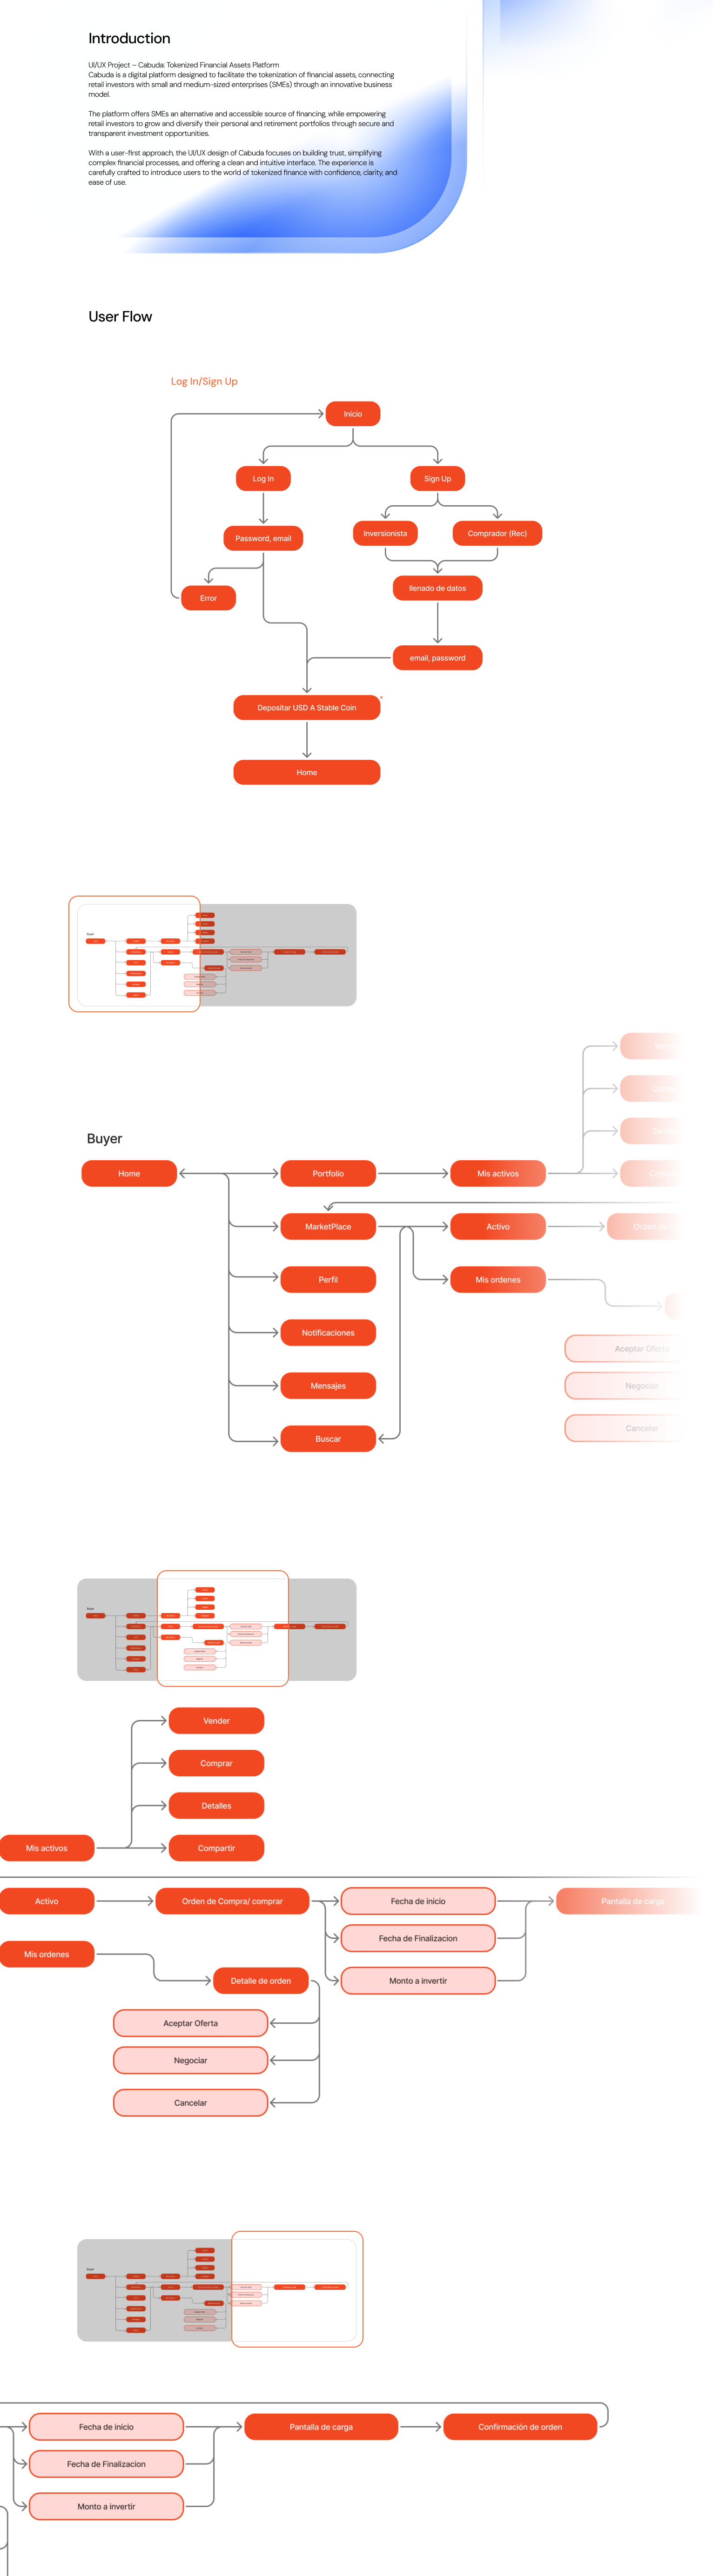 Introduction
UI/UX Project – Cabuda: Tokenized Financial Assets Platform
Cabuda is a digital platform designed to facilitate the tokenization of financial assets, connecting
retail investors with small and medium-sized enterprises (SMEs) through an innovative business
model.
The platform offers SMEs an alternative and accessible source of financing, while empowering
retail investors to grow and diversify their personal and retirement portfolios through secure and
transparent investment opportunities.
With a user-first approach, the UI/UX design of Cabuda focuses on building trust, simplifying
complex financial processes, and offering a clean and intuitive interface. The experience is
carefully crafted to introduce users to the world of tokenized finance with confidence, clarity, and
ease of use.
User Flow
Log In/Sign Up
Inicio
Log In
Sign Up
Password, email
Inversionista
Comprador (Rec)
Error
llenado de datos
email, password
Depositar USD A Stable Coin
*
Home
Buyer
Buyer
Home
Portfolio
Mis activos
MarketPlace
Activo
Orden de
Perfil
Mis ordenes
Notificaciones
Aceptar Oferta
Mensajes
Negociar
Cancelar
Buscar
Buyer
Vender
Comprar
Detalles
Mis activos
Compartir
Activo
Orden de Compra/ comprar
Fecha de inicio
Pantalla de carga
Fecha de Finalizacion
Mis ordenes
Detalle de orden
Monto a invertir
Aceptar Oferta
Negociar
Cancelar
Buyer
Fecha de inicio
Pantalla de carga
Confirmación de orden
Fecha de Finalizacion
Monto a invertir